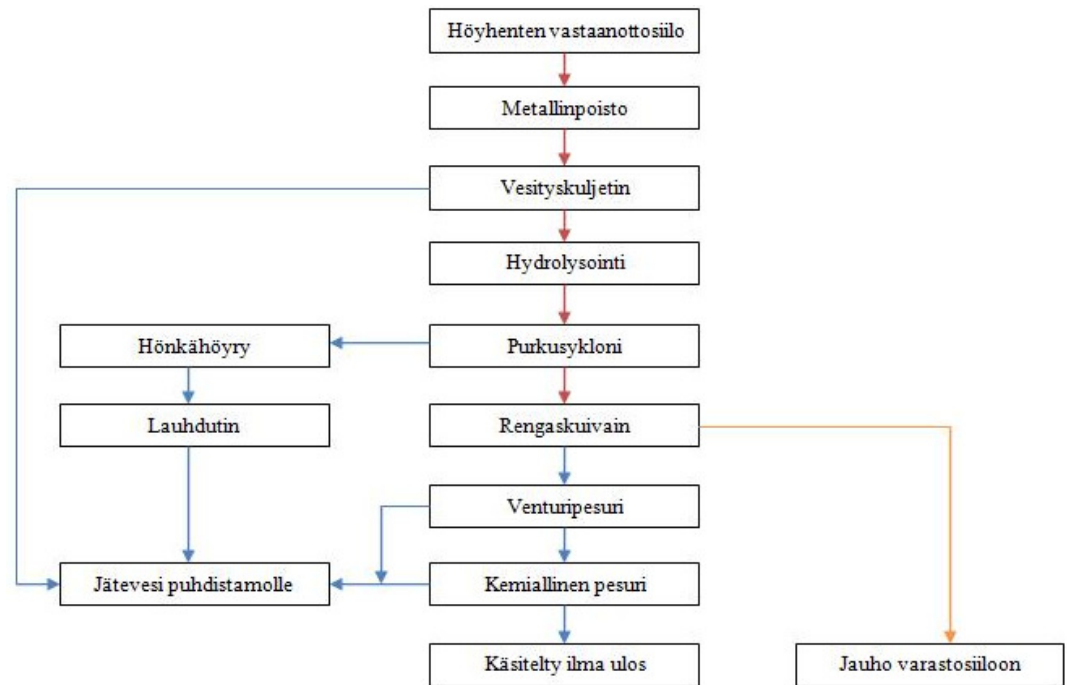 Höyhenten vastaanottosiilo
Metallinpoisto
Vesityskuljetin
Hydrolysointi
Hönkähöyry
Purkusykloni
Lauhdutin
Rengaskuivain
Venturipesuri
Jätevesi puhdistamolle
Kemiallinen pesuri
Käsitelty ilma ulos
Jauho varastosiiloon